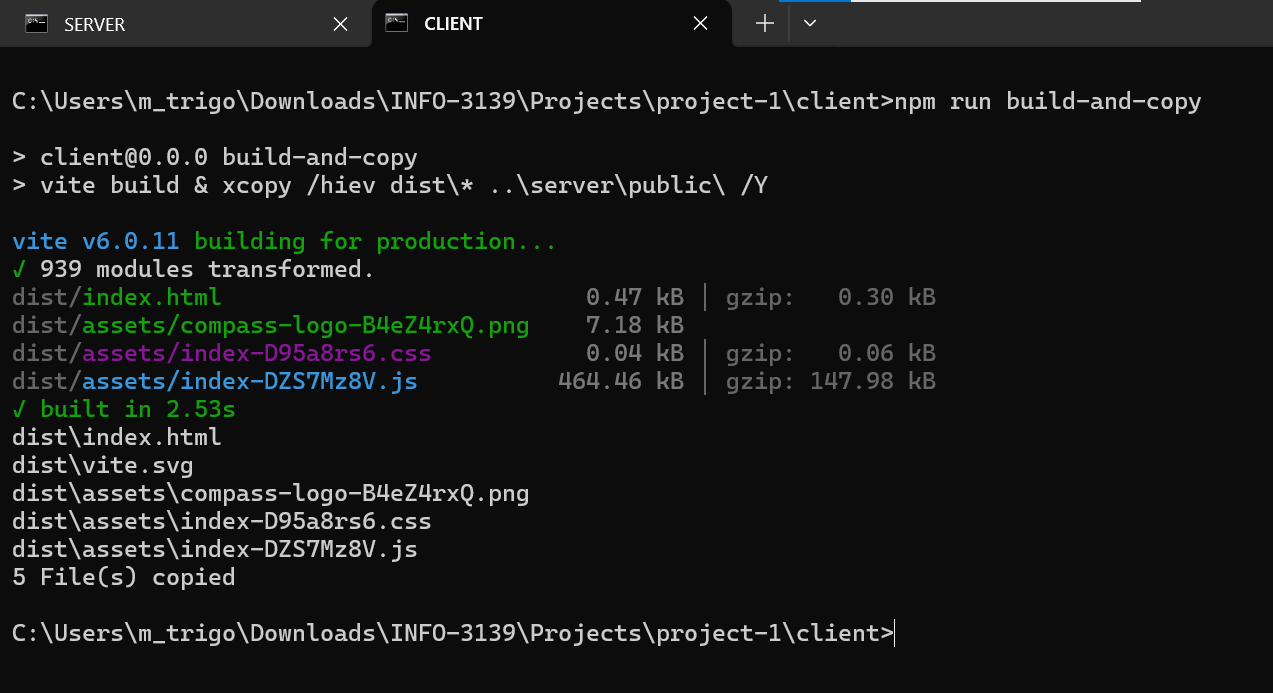 SERVER
CLIENT
C:\Users\m_trigo\Downloads\INFO-3139\Projects\project-1\client>npm run build-and-copy
> client@0.0.0 build-and-copy
> vite build & xcopy /hiev dist\* ..\server\public\ /Y
vite v6.0.11 building for production...
✓ 939 modules transformed.
dist/index.html                         0.47 kB │ gzip:   0.30 kB
dist/assets/compass-logo-B4eZ4rxQ.png    7.18 kB
dist/assets/index-D95a8rs6.css           0.04 kB │ gzip:   0.06 kB
dist/assets/index-DZS7Mz8V.js          464.46 kB │ gzip: 147.98 kB
✓ built in 2.53s
dist\index.html
dist\vite.svg
dist\assets\compass-logo-B4eZ4rxQ.png
dist\assets\index-D95a8rs6.css
dist\assets\index-DZS7Mz8V.js
5 File(s) copied
C:\Users\m_trigo\Downloads\INFO-3139\Projects\project-1\client>